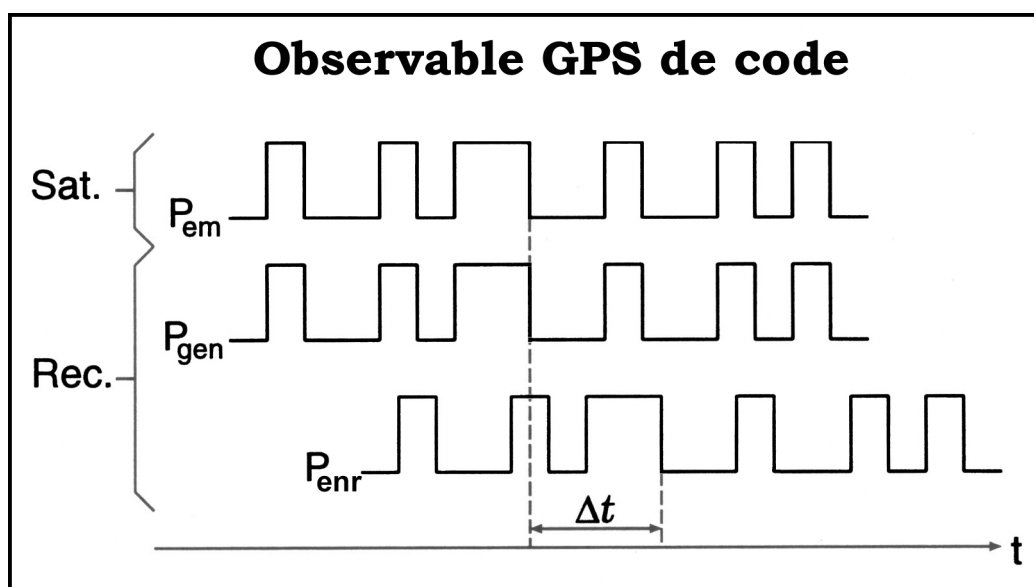 Observable GPS de code
Sat.
Pem
Pgen
Rec.
Penr
Δt
t